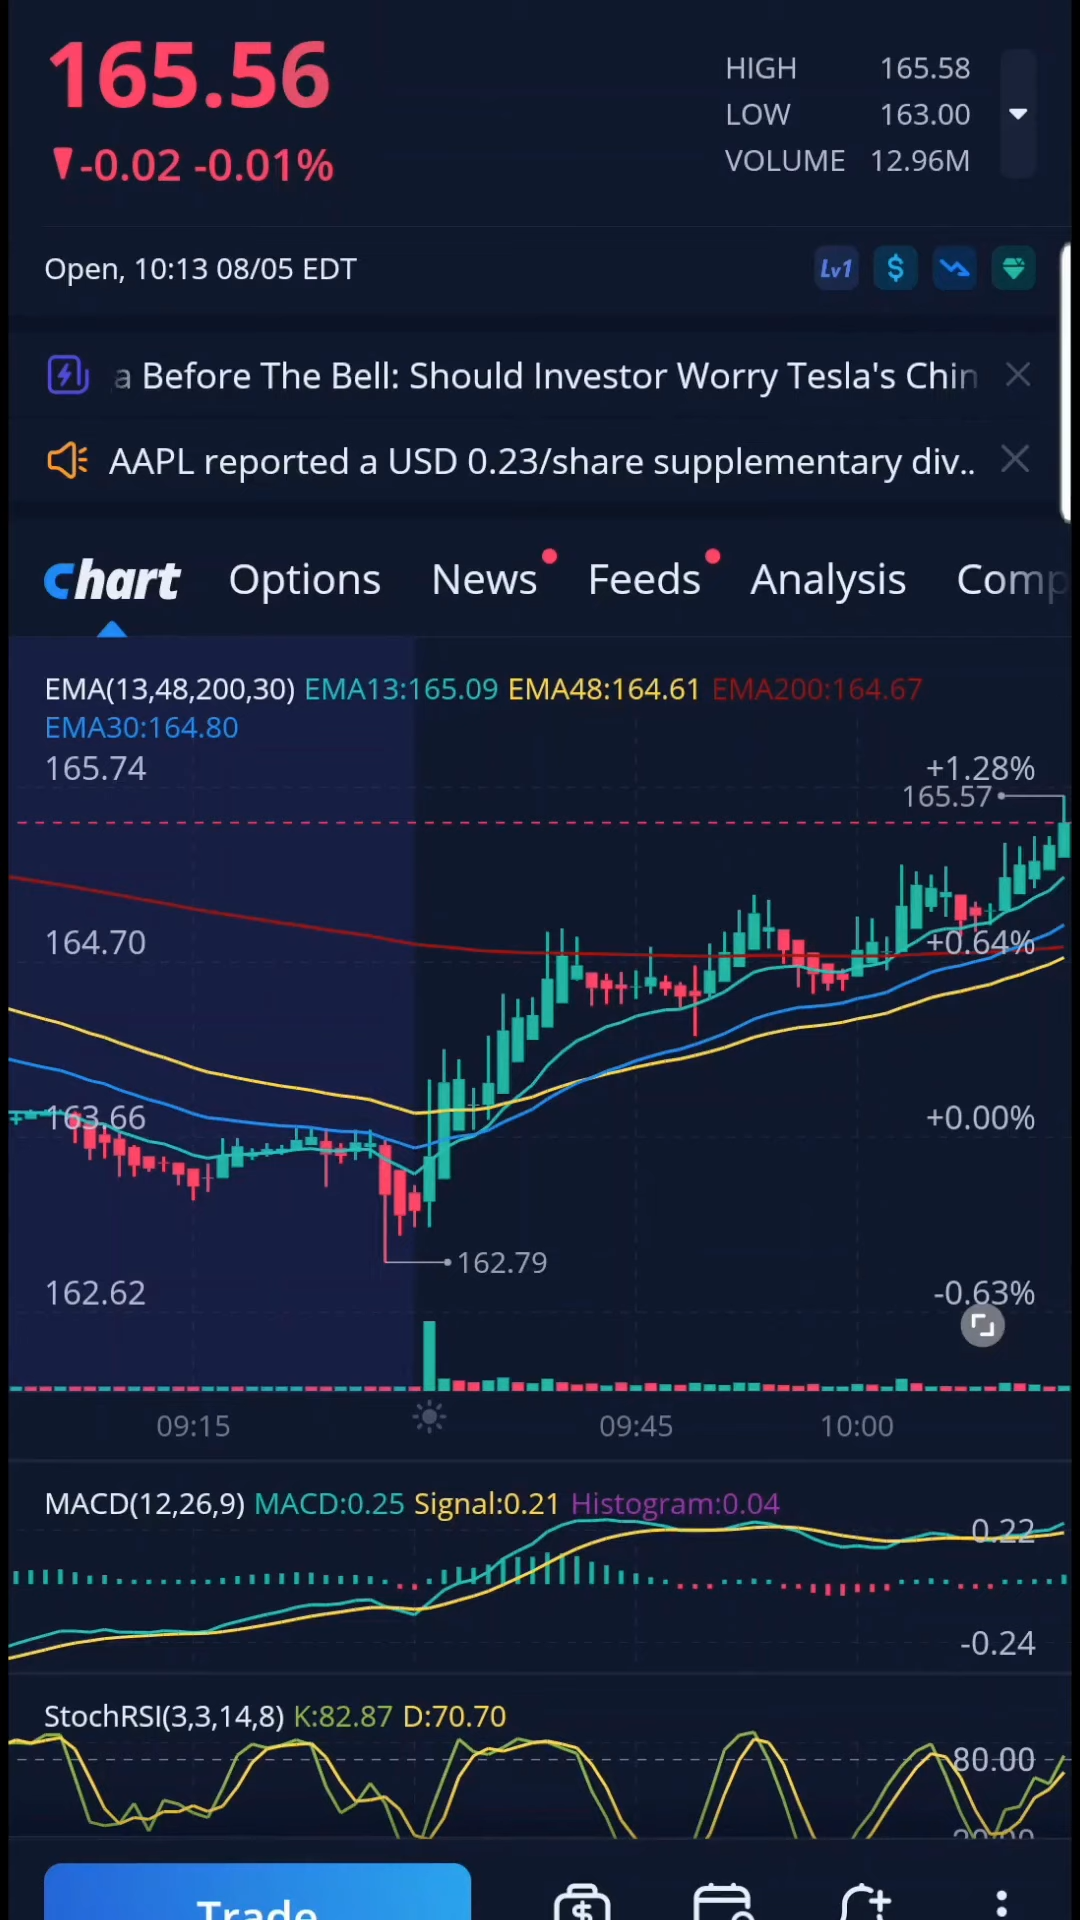 165.56
HIGH 165.58
LOW 163.00
VOLUME 12.96M
-0.02 -0.01%
Open, 10:13 08/05 EDT
Lv1
$
a Before The Bell: Should Investor Worry Tesla's Chin
AAPL reported a USD 0.23/share supplementary div..
Chart Options News Feeds Analysis Comp
EMA(13,48,200,30) EMA13:165.09 EMA48:164.61 EMA200:164.67
EMA30:164.80
165.74 +1.28%
165.57
164.70 +0.64%
163.66 +0.00%
162.79
162.62 -0.63%
09:15 09:45 10:00
MACD(12,26,9) MACD:0.25 Signal:0.21 Histogram:0.04
0.22
-0.24
StochRSI(3,3,14,8) K:82.87 D:70.70
80.00
20.00
Trade
$